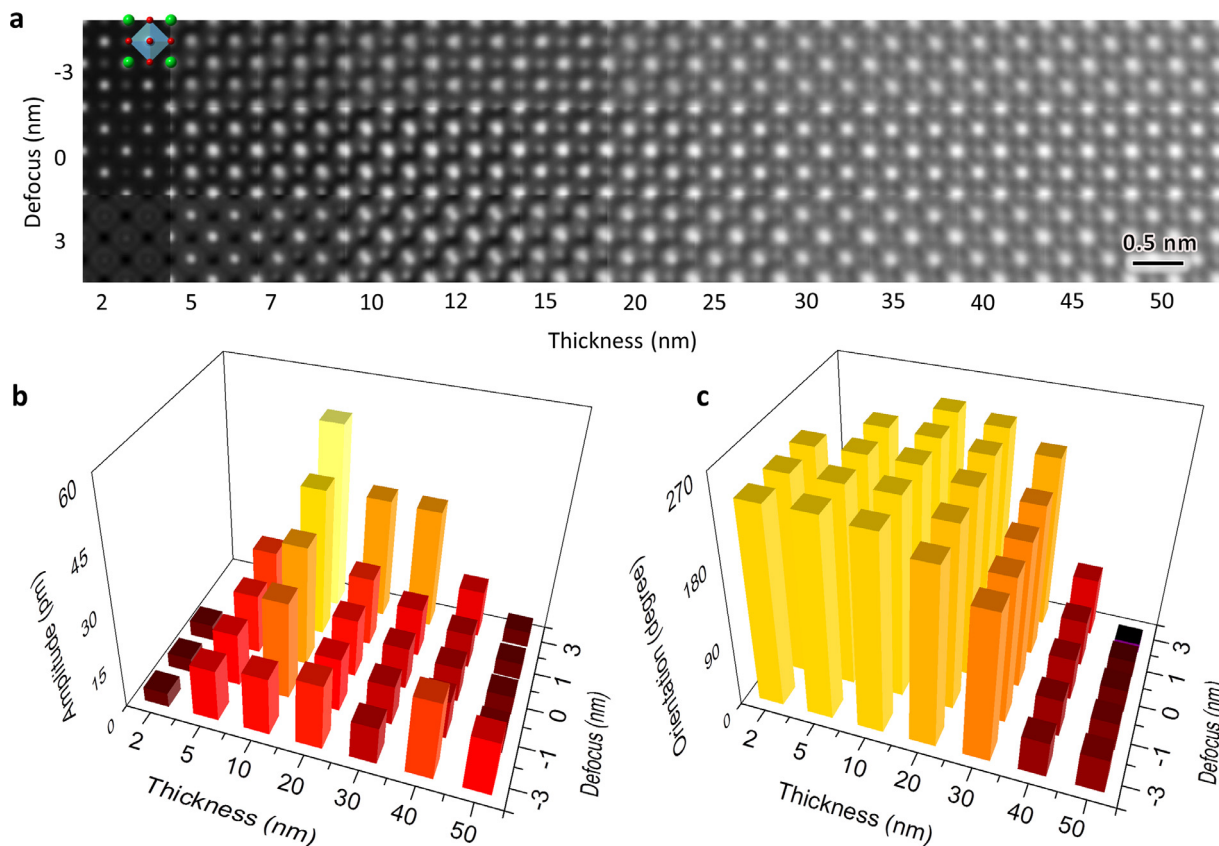 a
Defocus (nm)
-3
0
3
0.5 nm
2 5 7 10 12 15 20 25 30 35 40 45 50
Thickness (nm)
b
Amplitude (pm)
60
45
30
15
0
2 5 10 20 30 40 50
Thickness (nm)
3
1
0
-1
-3
Defocus (nm)
c
Orientation (degree)
270
180
90
0
2 5 10 20 30 40 50
Thickness (nm)
3
1
0
-1
-3
Defocus (nm)